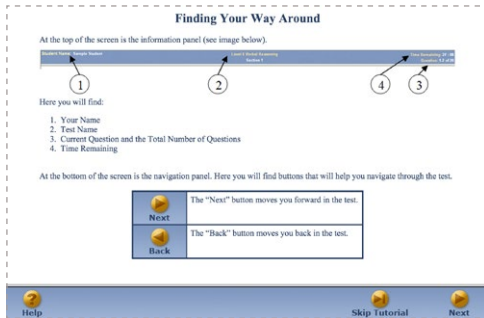 Finding Your Way Around
At the top of the screen is the information panel (see image below).
Student Name: Sample Student
Section 1
1
2
4
3
Here you will find:
1. Your Name
2. Test Name
3. Current Question and the Total Number of Questions
4. Time Remaining
At the bottom of the screen is the navigation panel. Here you will find buttons that will help you navigate through the test.
Next
The "Next" button moves you forward in the test.
Back
The "Back" button moves you back in the test.
Help
Skip Tutorial
Next